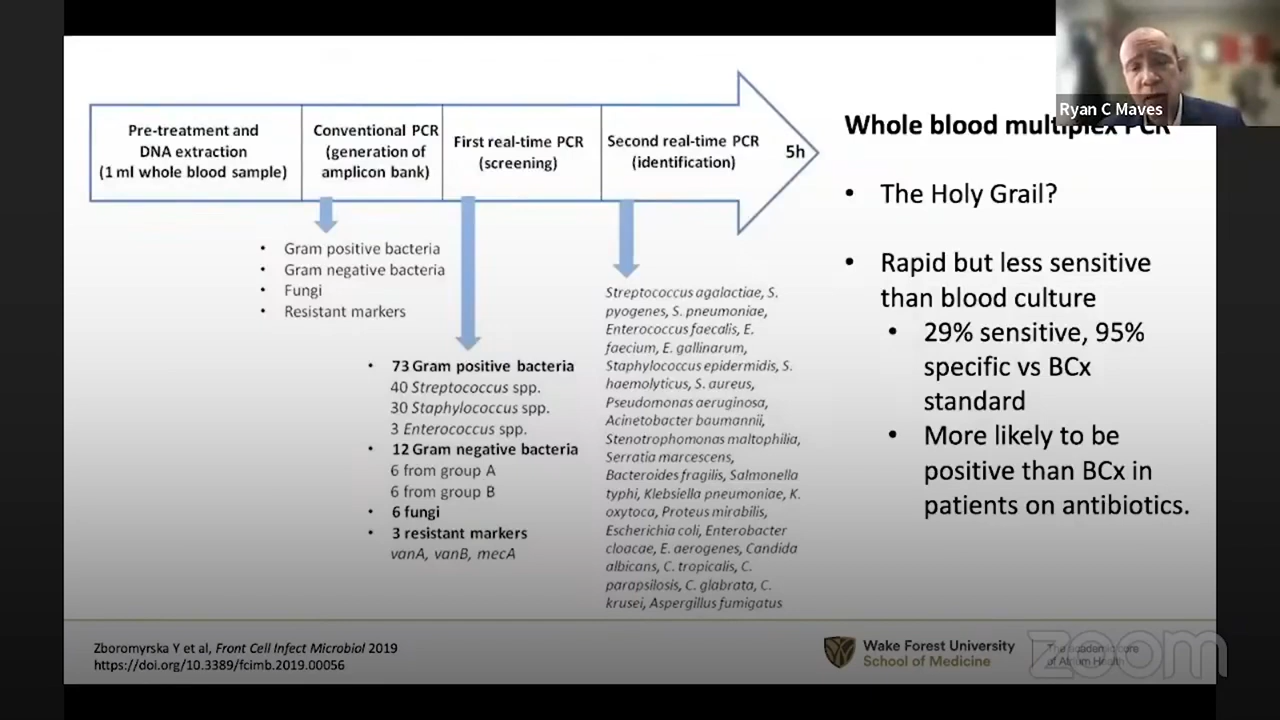 Ryan C Maves
Pre-treatment and
DNA extraction
(1 ml whole blood sample)
Conventional PCR
(generation of
amplicon bank)
First real-time PCR
(screening)
Second real-time PCR
(identification)
5h
• Gram positive bacteria
• Gram negative bacteria
• Fungi
• Resistant markers
• 73 Gram positive bacteria
40 Streptococcus spp.
30 Staphylococcus spp.
3 Enterococcus spp.
• 12 Gram negative bacteria
6 from group A
6 from group B
• 6 fungi
• 3 resistant markers
vanA, vanB, mecA
Streptococcus agalactiae, S.
pyogenes, S. pneumoniae,
Enterococcus faecalis, E.
faecium, E. gallinarum,
Staphylococcus epidermidis, S.
haemolyticus, S. aureus,
Pseudomonas aeruginosa,
Acinetobacter baumannii,
Stenotrophomonas maltophilia,
Serratia marcescens,
Bacteroides fragilis, Salmonella
typhi, Klebsiella pneumoniae, K.
oxytoca, Proteus mirabilis,
Escherichia coli, Enterobacter
cloacae, E. aerogenes, Candida
albicans, C. tropicalis, C.
parapsilosis, C. glabrata, C.
krusei, Aspergillus fumigatus
Whole blood multiplex PCR
• The Holy Grail?
• Rapid but less sensitive
than blood culture
• 29% sensitive, 95%
specific vs BCx
standard
• More likely to be
positive than BCx in
patients on antibiotics.
Zboromyrska Y et al, Front Cell Infect Microbiol 2019
https://doi.org/10.3389/fcimb.2019.00056
Wake Forest University
School of Medicine
The academic core
of Atrium Health
zoom